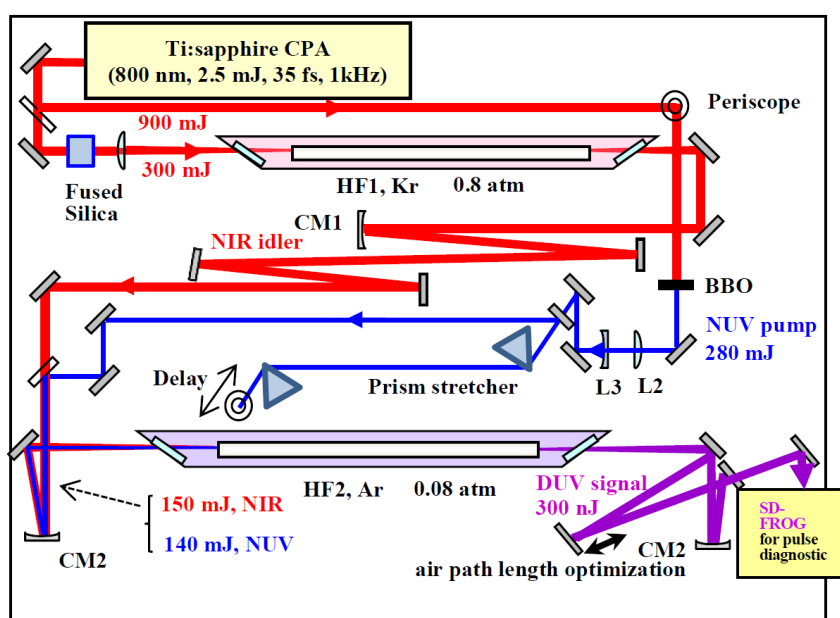 Ti:sapphire CPA
(800 nm, 2.5 mJ, 35 fs, 1kHz)
Periscope
900 mJ
300 mJ
Fused
Silica
HF1, Kr 0.8 atm
CM1
NIR idler
BBO
NUV pump
280 mJ
L3 L2
Delay
Prism stretcher
HF2, Ar 0.08 atm
DUV signal
300 nJ
150 mJ, NIR
140 mJ, NUV
CM2
CM2
air path length optimization
SD-
FROG
for pulse
diagnostic